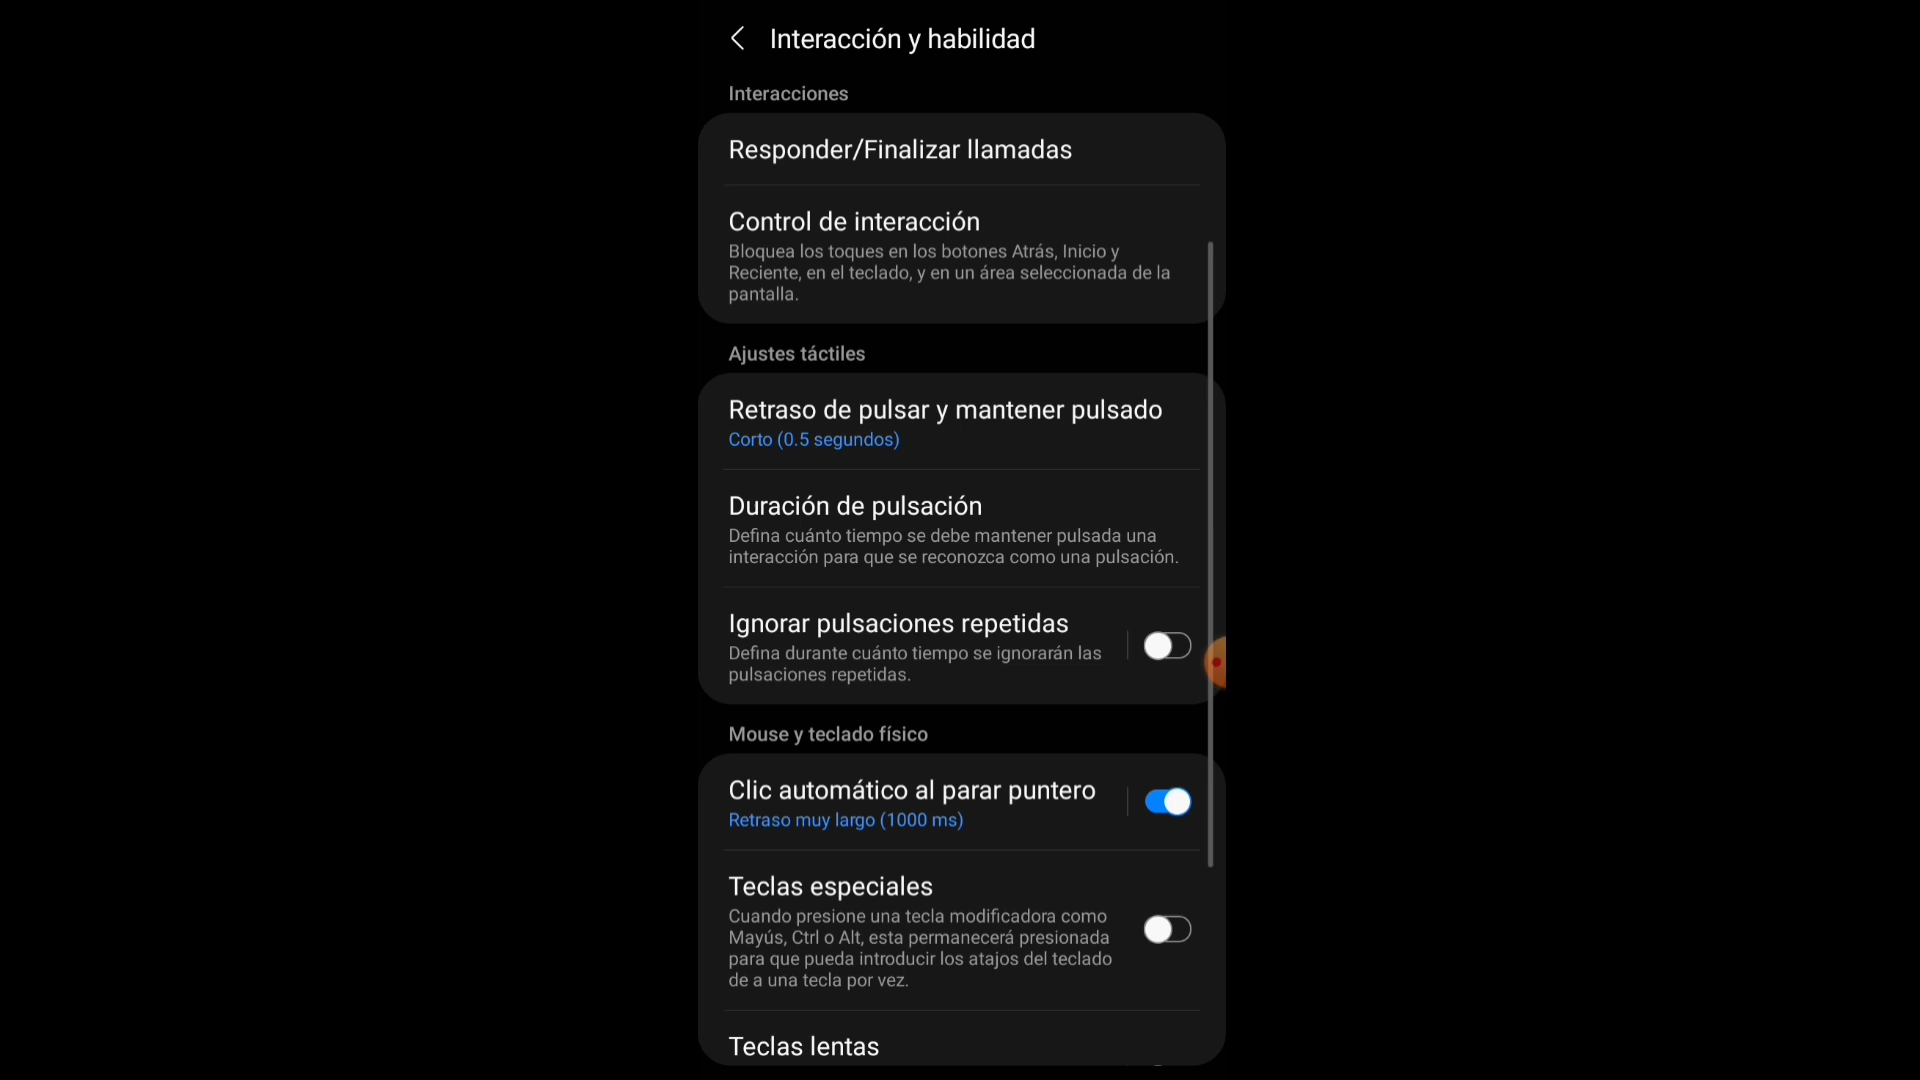 Interacción y habilidad
Interacciones
Responder/Finalizar llamadas
Control de interacción
Bloquea los toques en los botones Atrás, Inicio y
Reciente, en el teclado, y en un área seleccionada de la
pantalla.
Ajustes táctiles
Retraso de pulsar y mantener pulsado
Corto (0.5 segundos)
Duración de pulsación
Defina cuánto tiempo se debe mantener pulsada una
interacción para que se reconozca como una pulsación.
Ignorar pulsaciones repetidas
Defina durante cuánto tiempo se ignorarán las
pulsaciones repetidas.
Mouse y teclado físico
Clic automático al parar puntero
Retraso muy largo (1000 ms)
Teclas especiales
Cuando presione una tecla modificadora como
Mayús, Ctrl o Alt, esta permanecerá presionada
para que pueda introducir los atajos del teclado
de a una tecla por vez.
Teclas lentas